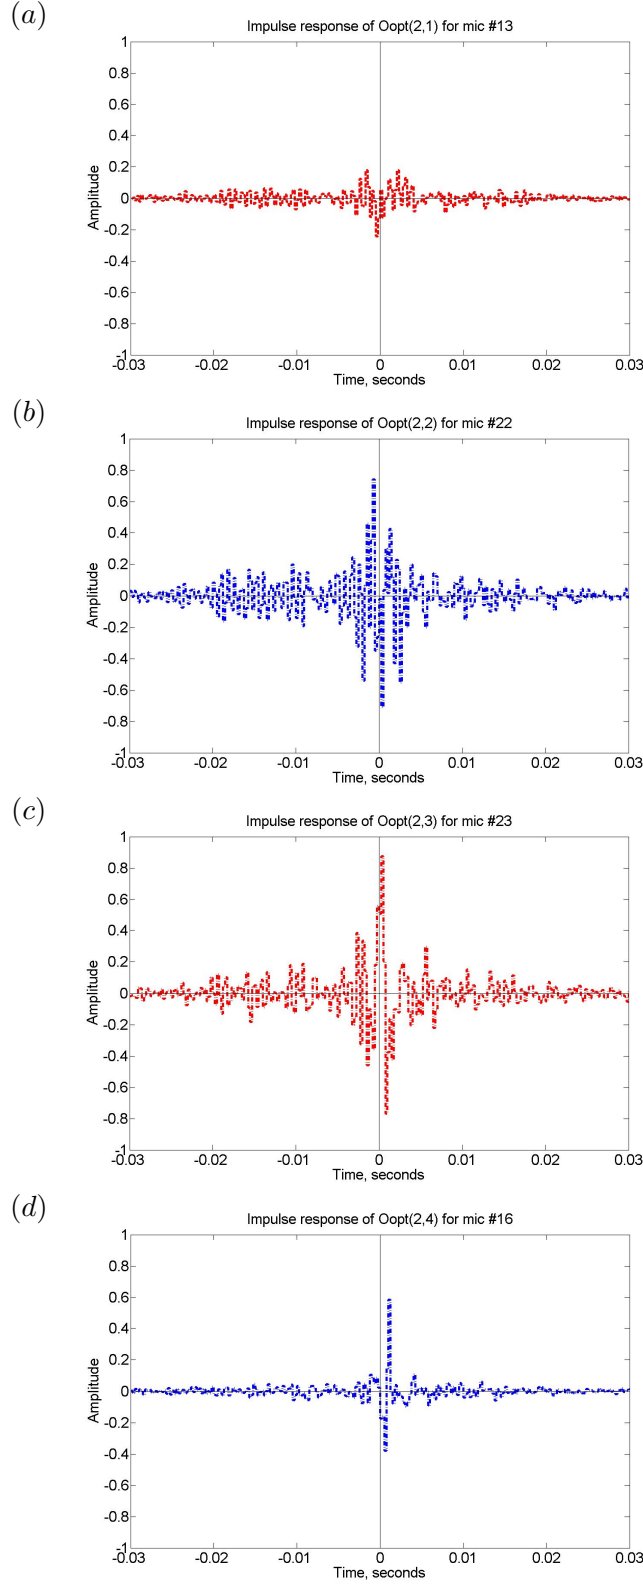 (a)
Impulse response of Oopt(2,1) for mic #13
1
0.8
0.6
0.4
0.2
0
-0.2
-0.4
-0.6
-0.8
-1
Amplitude
-0.03 -0.02 -0.01 0 0.01 0.02 0.03
Time, seconds
(b)
Impulse response of Oopt(2,2) for mic #22
1
0.8
0.6
0.4
0.2
0
-0.2
-0.4
-0.6
-0.8
-1
Amplitude
-0.03 -0.02 -0.01 0 0.01 0.02 0.03
Time, seconds
(c)
Impulse response of Oopt(2,3) for mic #23
1
0.8
0.6
0.4
0.2
0
-0.2
-0.4
-0.6
-0.8
-1
Amplitude
-0.03 -0.02 -0.01 0 0.01 0.02 0.03
Time, seconds
(d)
Impulse response of Oopt(2,4) for mic #16
1
0.8
0.6
0.4
0.2
0
-0.2
-0.4
-0.6
-0.8
-1
Amplitude
-0.03 -0.02 -0.01 0 0.01 0.02 0.03
Time, seconds